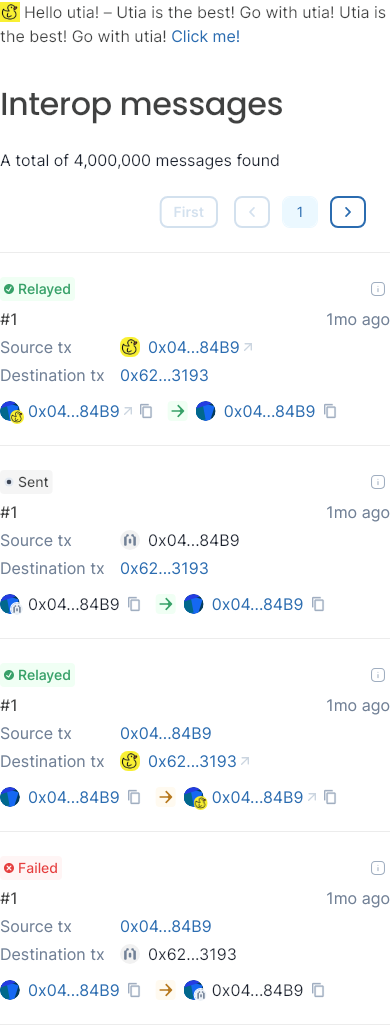 Hello utia! – Utia is the best! Go with utia! Utia is
the best! Go with utia! Click me!
Interop messages
A total of 4,000,000 messages found
First
1
Relayed
#1 1mo ago
Source tx 0x04...84B9
Destination tx 0x62...3193
0x04...84B9 0x04...84B9
Sent
#1 1mo ago
Source tx 0x04...84B9
Destination tx 0x62...3193
0x04...84B9 0x04...84B9
Relayed
#1 1mo ago
Source tx 0x04...84B9
Destination tx 0x62...3193
0x04...84B9 0x04...84B9
Failed
#1 1mo ago
Source tx 0x04...84B9
Destination tx 0x62...3193
0x04...84B9 0x04...84B9